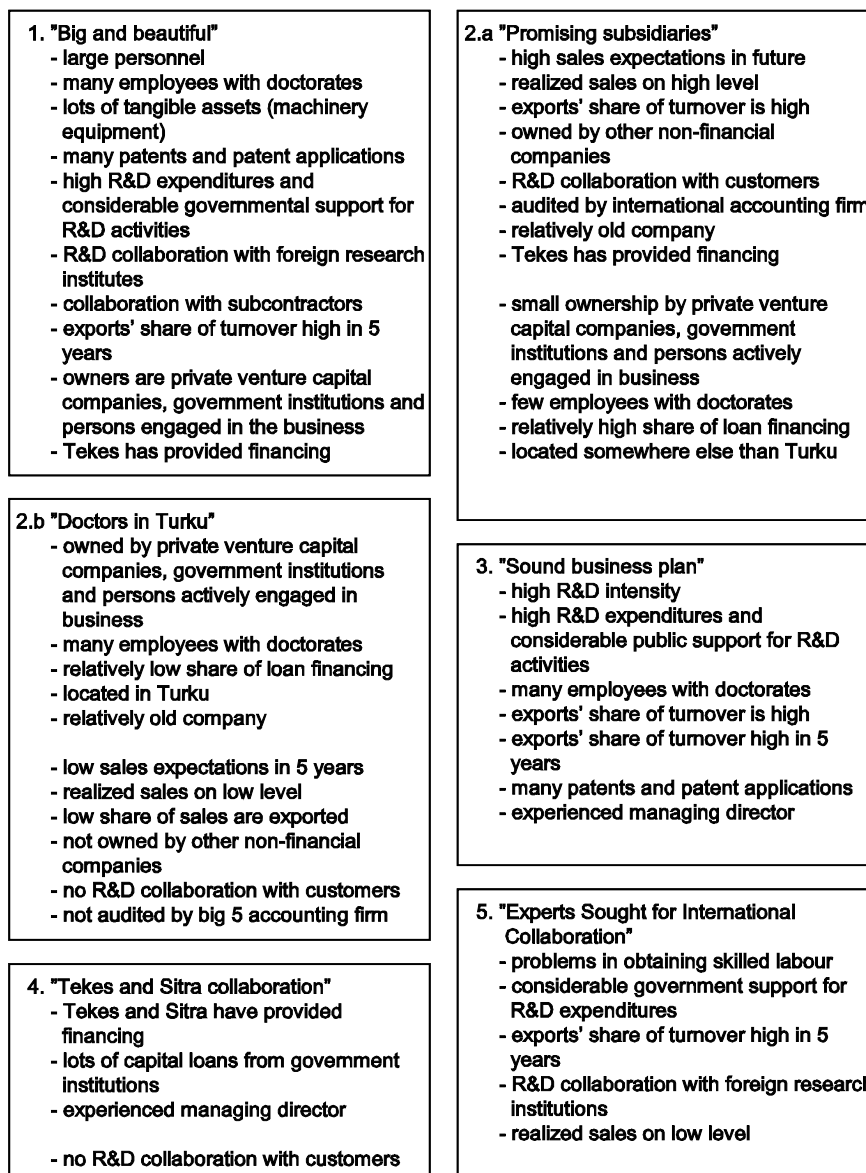 1. "Big and beautiful"
- large personnel
- many employees with doctorates
- lots of tangible assets (machinery
equipment)
- many patents and patent applications
- high R&D expenditures and
considerable governmental support for
R&D activities
- R&D collaboration with foreign research
institutes
- collaboration with subcontractors
- exports' share of turnover high in 5
years
- owners are private venture capital
companies, government institutions and
persons engaged in the business
- Tekes has provided financing
2.a "Promising subsidiaries"
- high sales expectations in future
- realized sales on high level
- exports' share of turnover is high
- owned by other non-financial
companies
- R&D collaboration with customers
- audited by international accounting firm
- relatively old company
- Tekes has provided financing
- small ownership by private venture
capital companies, government
institutions and persons actively
engaged in business
- few employees with doctorates
- relatively high share of loan financing
- located somewhere else than Turku
2.b "Doctors in Turku"
- owned by private venture capital
companies, government institutions
and persons actively engaged in
business
- many employees with doctorates
- relatively low share of loan financing
- located in Turku
- relatively old company
- low sales expectations in 5 years
- realized sales on low level
- low share of sales are exported
- not owned by other non-financial
companies
- no R&D collaboration with customers
- not audited by big 5 accounting firm
3. "Sound business plan"
- high R&D intensity
- high R&D expenditures and
considerable public support for R&D
activities
- many employees with doctorates
- exports' share of turnover is high
- exports' share of turnover high in 5
years
- many patents and patent applications
- experienced managing director
4. "Tekes and Sitra collaboration"
- Tekes and Sitra have provided
financing
- lots of capital loans from government
institutions
- experienced managing director
- no R&D collaboration with customers
5. "Experts Sought for International
Collaboration"
- problems in obtaining skilled labour
- considerable government support for
R&D expenditures
- exports' share of turnover high in 5
years
- R&D collaboration with foreign research
institutions
- realized sales on low level